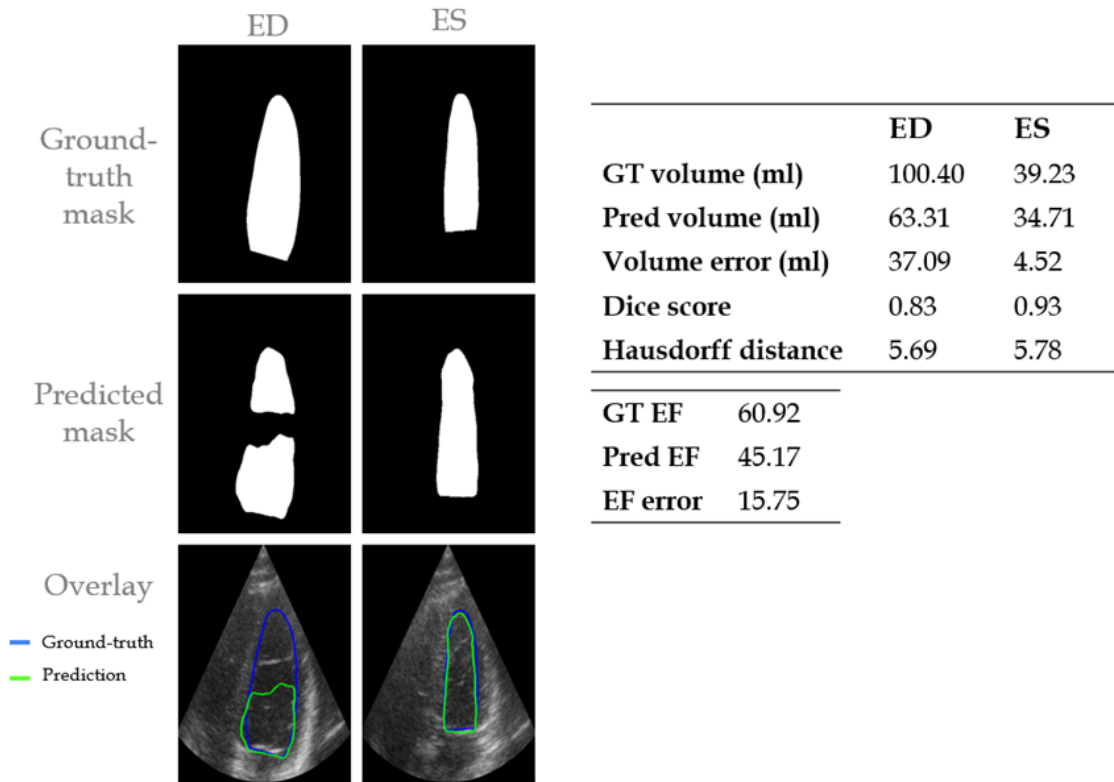 ED ES
Ground-
truth
mask
Predicted
mask
Overlay
Ground-truth
Prediction
ED ES
GT volume (ml) 100.40 39.23
Pred volume (ml) 63.31 34.71
Volume error (ml) 37.09 4.52
Dice score 0.83 0.93
Hausdorff distance 5.69 5.78
GT EF 60.92
Pred EF 45.17
EF error 15.75